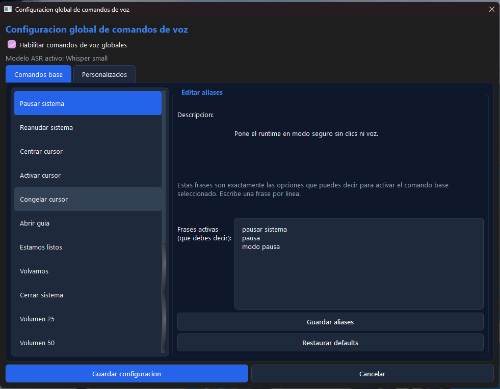 Configuracion global de comandos de voz
Configuracion global de comandos de voz
Habilitar comandos de voz globales
Modelo ASR activo: Whisper small
Comandos base
Personalizados
Pausar sistema
Reanudar sistema
Centrar cursor
Activar cursor
Congelar cursor
Abrir guia
Estamos listos
Volvamos
Cerrar sistema
Volumen 25
Volumen 50
Editar aliases
Descripcion:
Pone el runtime en modo seguro sin clics ni voz.
Estas frases son exactamente las opciones que puedes decir para activar el comando base
seleccionado. Escribe una frase por linea.
Frases activas
(que debes decir):
pausar sistema
pausa
modo pausa
Guardar aliases
Restaurar defaults
Guardar configuracion
Cancelar